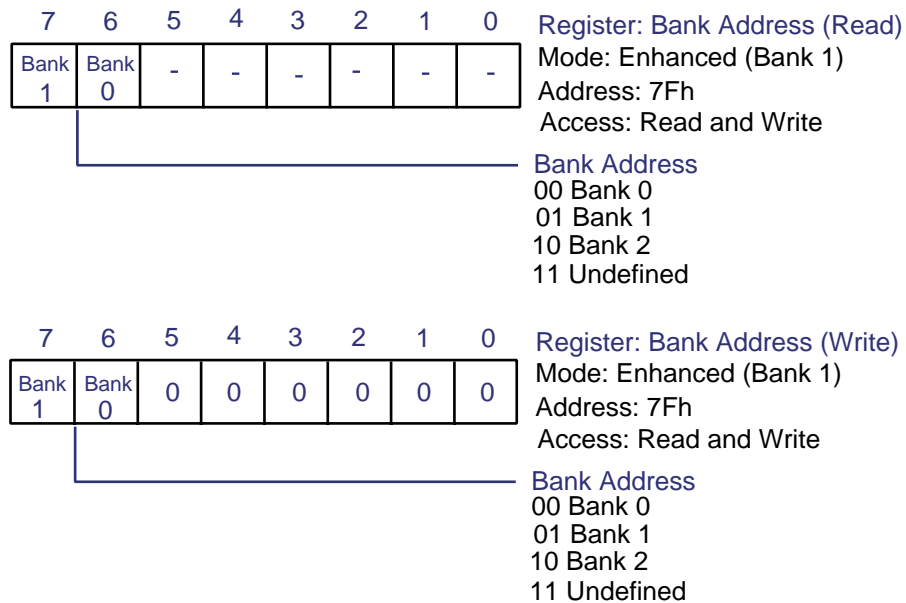 7 6 5 4 3 2 1 0
Register: Bank Address (Read)
Bank 1 Bank 0 - - - - - -
Mode: Enhanced (Bank 1)
Address: 7Fh
Access: Read and Write
Bank Address
00 Bank 0
01 Bank 1
10 Bank 2
11 Undefined
7 6 5 4 3 2 1 0
Register: Bank Address (Write)
Bank 1 Bank 0 0 0 0 0 0 0
Mode: Enhanced (Bank 1)
Address: 7Fh
Access: Read and Write
Bank Address
00 Bank 0
01 Bank 1
10 Bank 2
11 Undefined